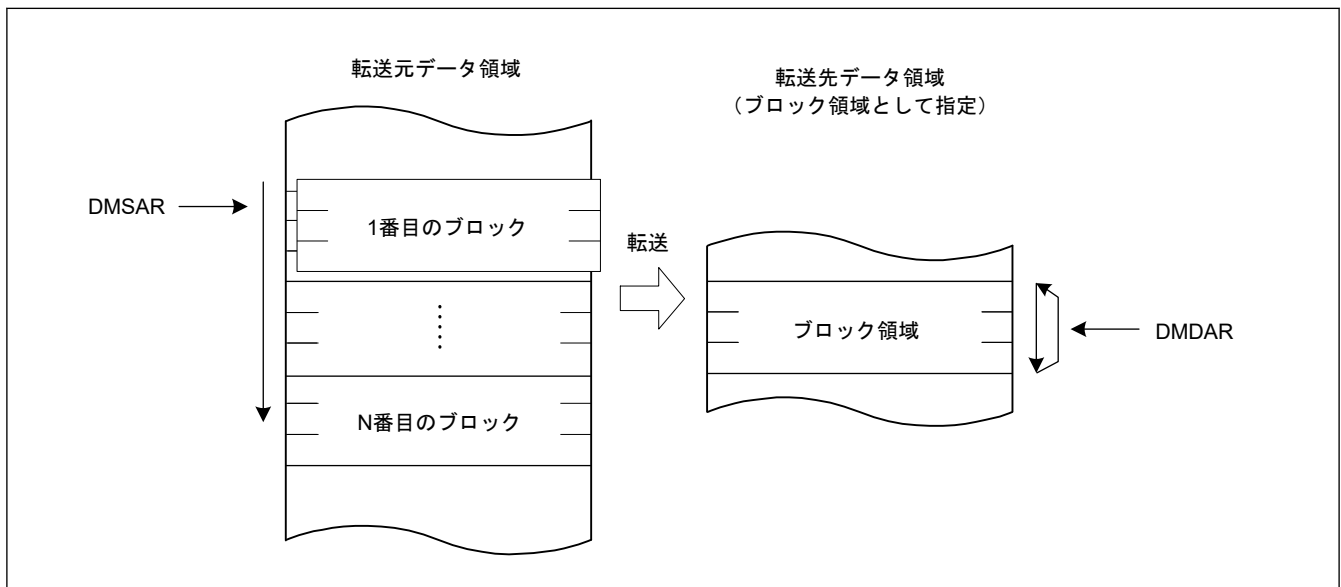 転送元データ領域
転送先データ領域
（ブロック領域として指定）
DMSAR
1番目のブロック
転送
ブロック領域
DMDAR
N番目のブロック